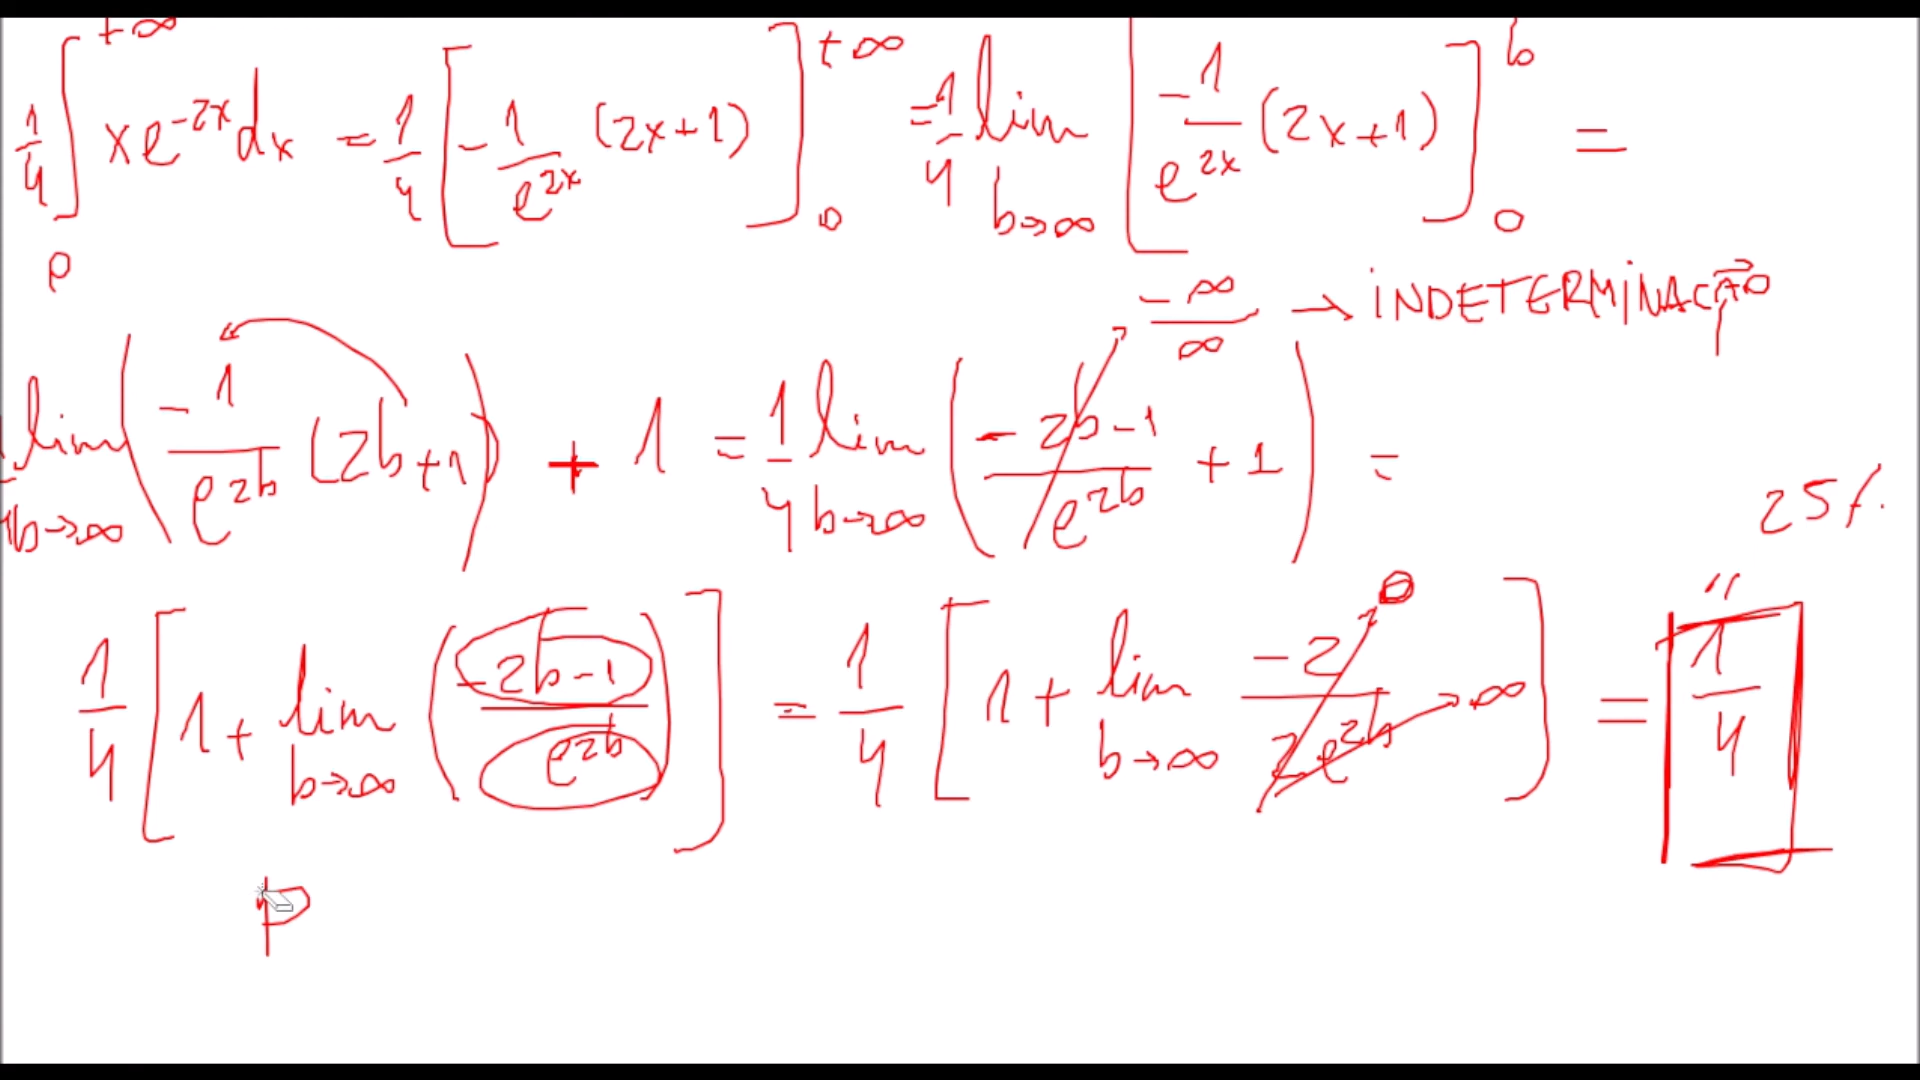 1/4 ∫₀^{+∞} xe^{-2x} dx = 1/4 [ -1/e^{2x} (2x+1) ]₀^{+∞} = 1/4 lim_{b→∞} [ -1/e^{2x} (2x+1) ]₀^b =
-∞/∞ → iNDETERMiNAÇÃO
1/4 lim_{b→∞} ( -1/e^{2b} (2b+1) ) + 1 = 1/4 lim_{b→∞} ( (-2b-1)/e^{2b} + 1 ) =
25%
1/4 [ 1 + lim_{b→∞} ( (-2b-1)/e^{2b} ) ] = 1/4 [ 1 + lim_{b→∞} -2/(2e^{2b}) → ∞ ] = 1/4
0
p